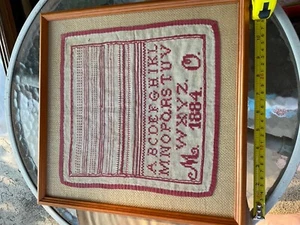 ABCDEFGHIKL
MNOPQRSTUV
WXYZ.
M. 1884. O.